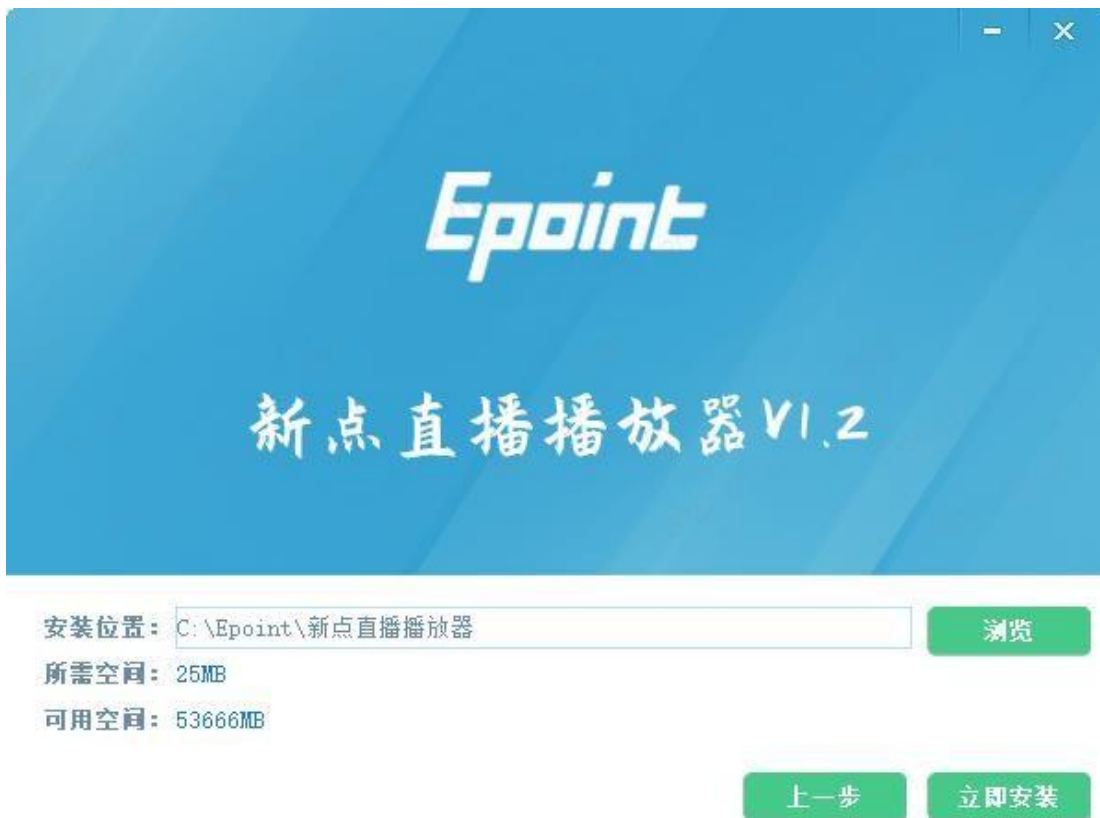 Epoint
新点直播播放器V1.2
安装位置： C:\Epoint\新点直播播放器 浏览
所需空间： 25MB
可用空间： 53666MB
上一步 立即安装